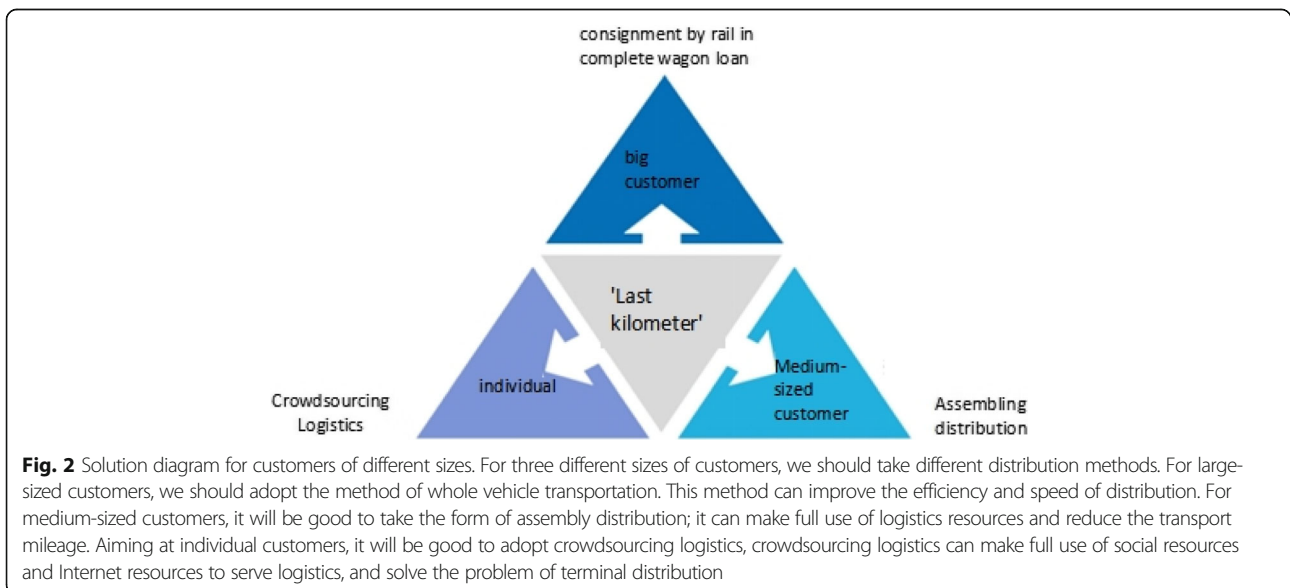 consignment by rail in
complete wagon loan
big
customer
'Last
kilometer'
individual
Medium-
sized
customer
Crowdsourcing
Logistics
Assembling
distribution
Fig. 2 Solution diagram for customers of different sizes. For three different sizes of customers, we should take different distribution methods. For large-
sized customers, we should adopt the method of whole vehicle transportation. This method can improve the efficiency and speed of distribution. For
medium-sized customers, it will be good to take the form of assembly distribution; it can make full use of logistics resources and reduce the transport
mileage. Aiming at individual customers, it will be good to adopt crowdsourcing logistics, crowdsourcing logistics can make full use of social resources
and Internet resources to serve logistics, and solve the problem of terminal distribution